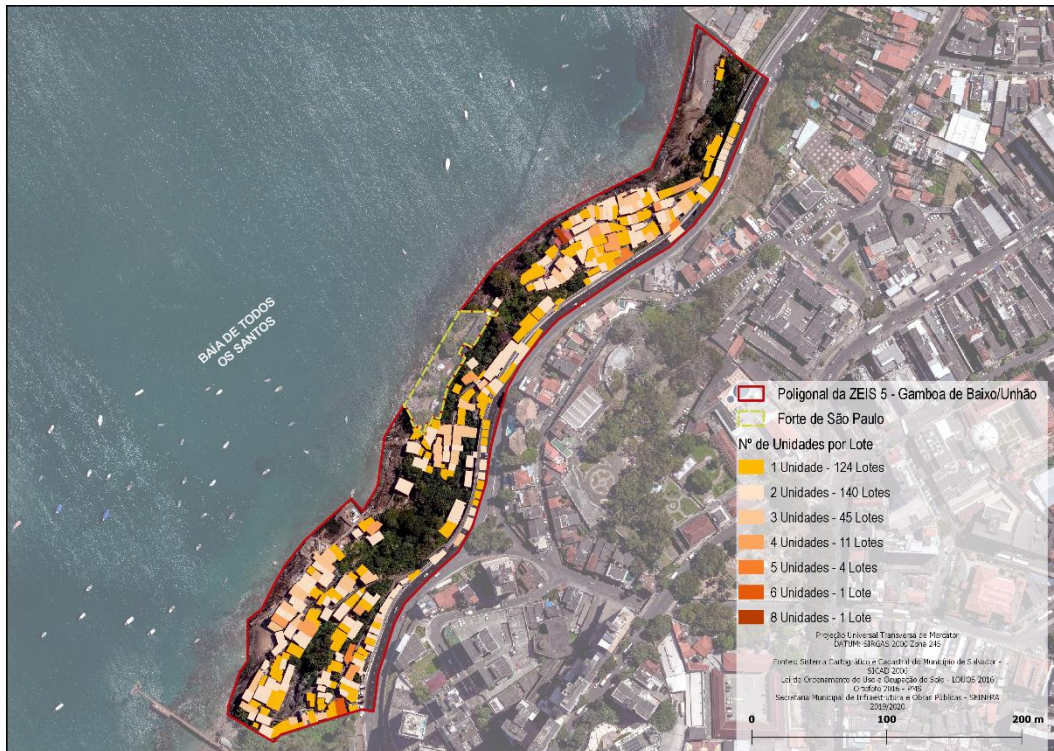 BAÍA DE TODOS
OS SANTOS
Poligonal da ZEIS 5 - Gamboa de Baixo/Unhão
Forte de São Paulo
Nº de Unidades por Lote
1 Unidade - 124 Lotes
2 Unidades - 140 Lotes
3 Unidades - 45 Lotes
4 Unidades - 11 Lotes
5 Unidades - 4 Lotes
6 Unidades - 1 Lote
8 Unidades - 1 Lote
Projeção Universal Transversa de Mercator
DATUM: SIRGAS 2000 Zona 24S
Fontes: Sistema Cartográfico e Cadastral do Município de Salvador -
SICAD 2006
Lei de Ordenamento do Uso e Ocupação do Solo - LOUOS 2016
Ortofoto 2016 - PMS
Secretaria Municipal de Infraestrutura e Obras Públicas - SEINFRA
2019/2020
0 100 200 m